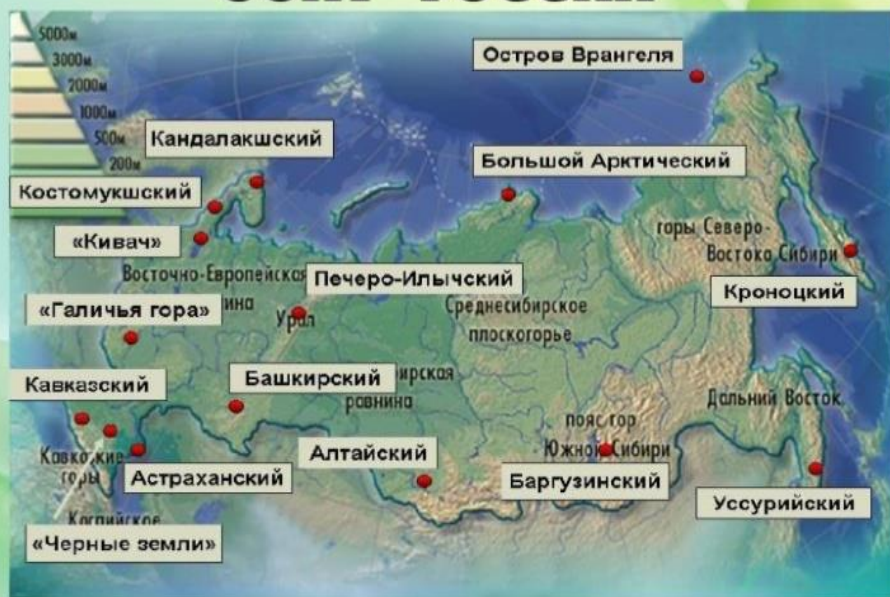 5000м
3000м
2000м
1000м
500м
200м
Остров Врангеля
Кандалакшский
Большой Арктический
Костомукшский
«Кивач»
горы Северо-
Востока Сибири
Восточно-Европейская
Печеро-Илычский
Кроноцкий
«Галичья гора»
Урал
Среднесибирское
плоскогорье
Кавказский
Башкирский
равнина
Дальний Восток
пояс гор
Южной Сибири
Кавказские
горы
Астраханский
Алтайский
Баргузинский
Уссурийский
«Черные земли»